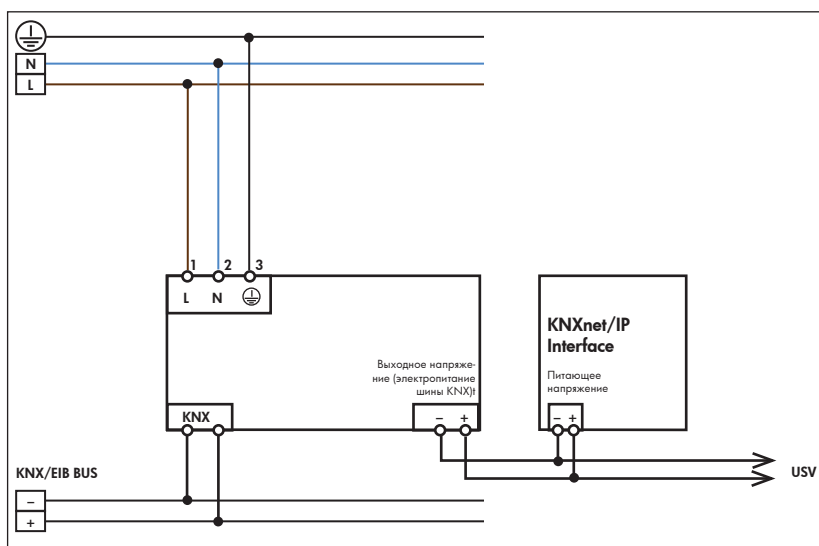 N
L
1 2 3
L N
KNXnet/IP
Interface
Выходное напряже-
ние (электропитание
шины KNX)t
Питающее
напряжение
KNX
– +
– +
KNX/EIB BUS
USV
–
+